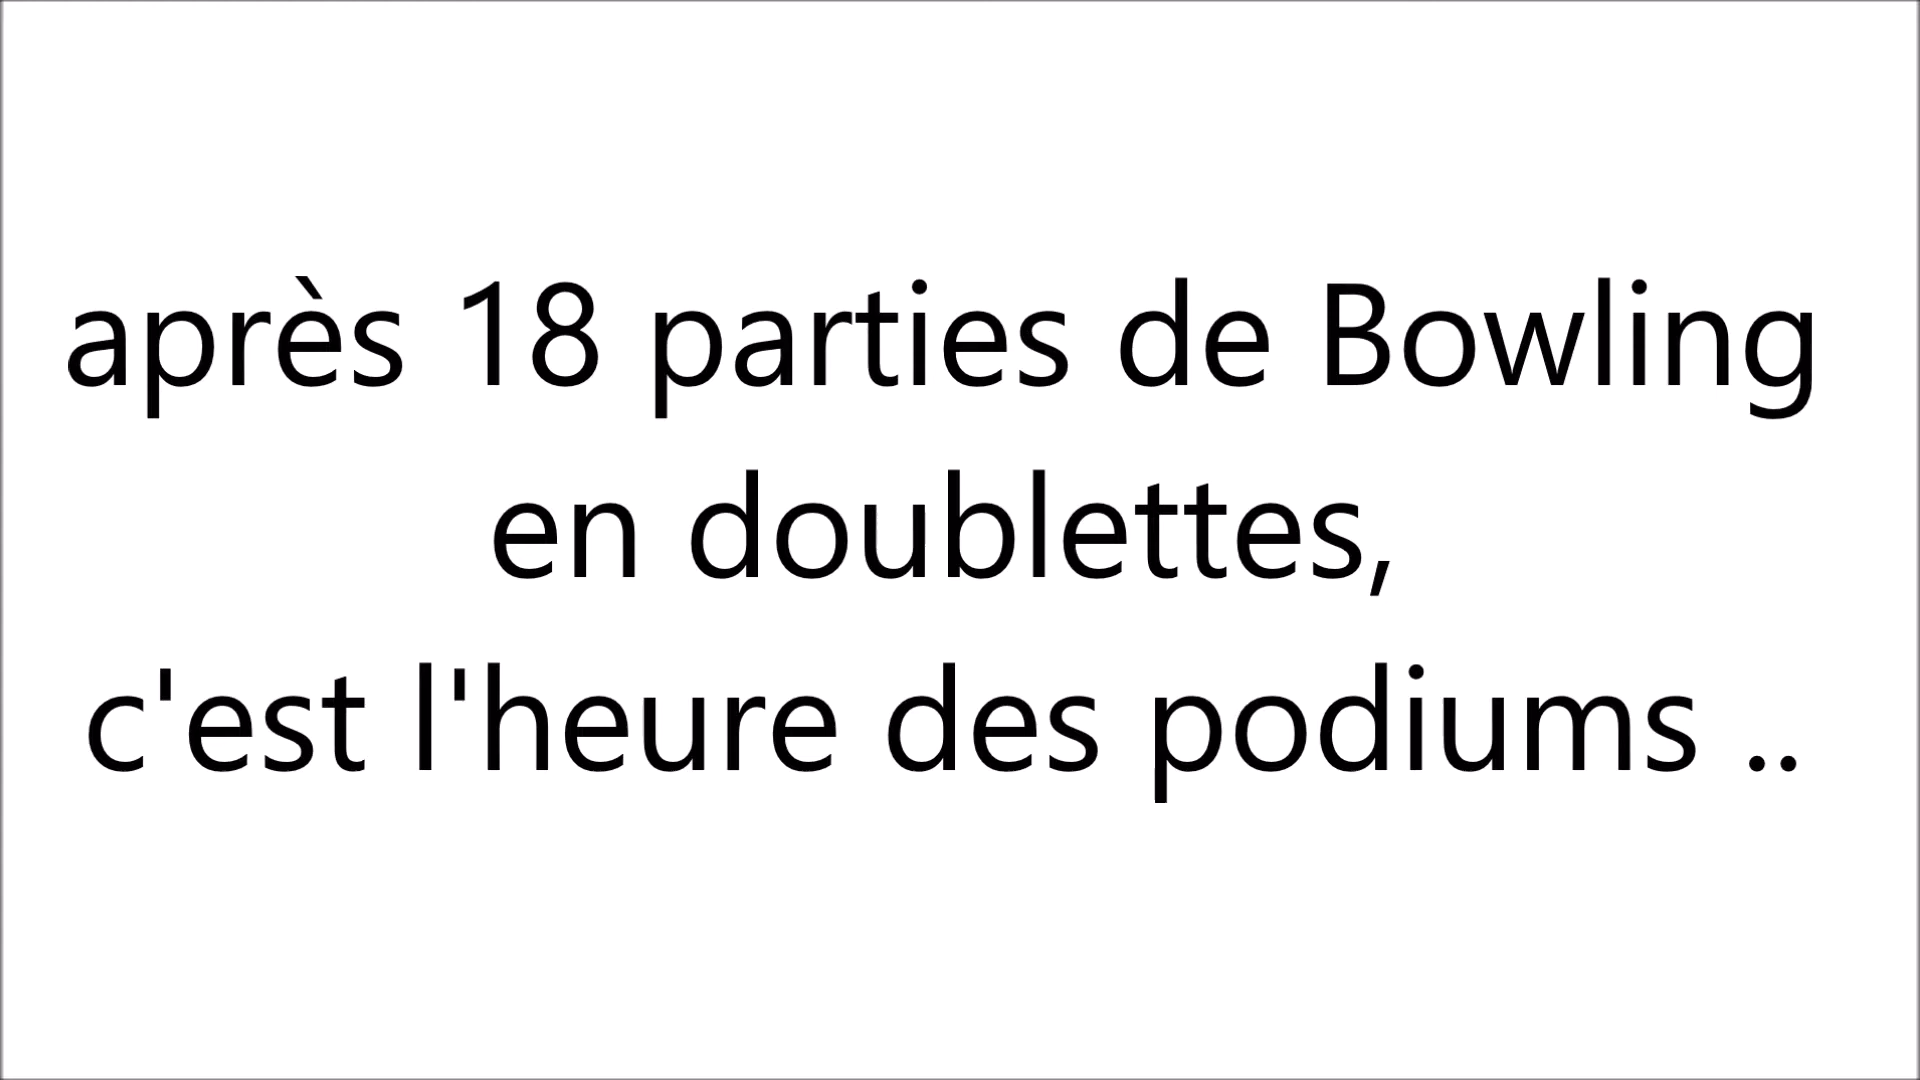 après 18 parties de Bowling
en doublettes,
c'est l'heure des podiums ..